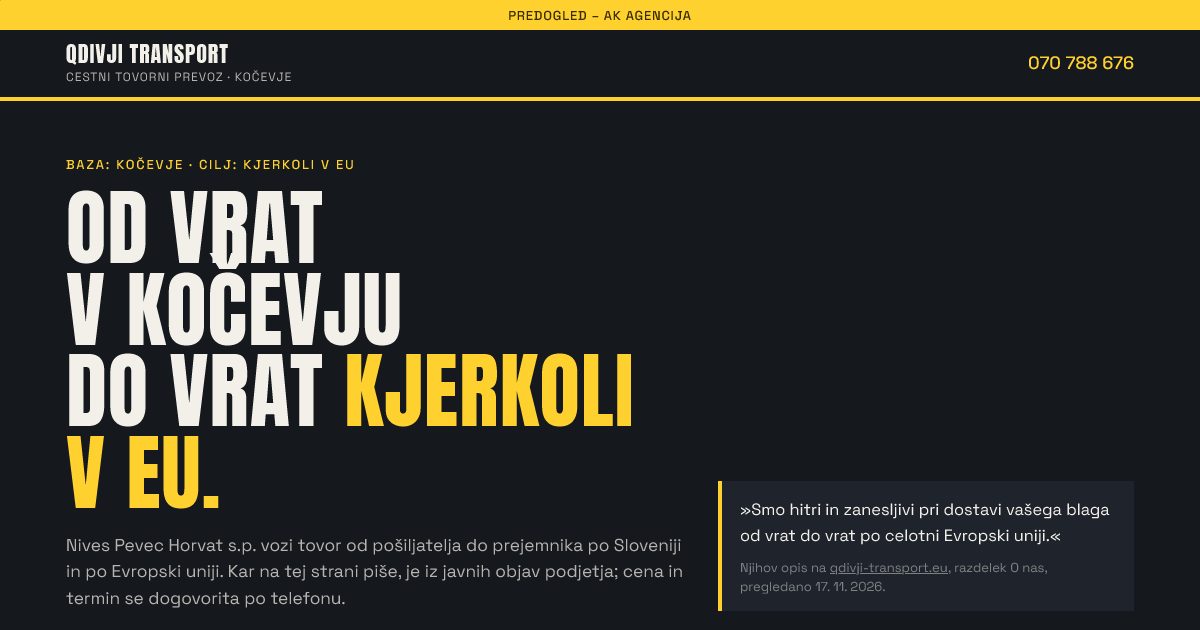 PREDOGLED – AK AGENCIJA
QDIVJI TRANSPORT
CESTNI TOVORNI PREVOZ · KOČEVJE
070 788 676
BAZA: KOČEVJE · CILJ: KJERKOLI V EU
OD VRAT
V KOČEVJU
DO VRAT KJERKOLI
V EU.
Nives Pevec Horvat s.p. vozi tovor od pošiljatelja do prejemnika po Sloveniji
in po Evropski uniji. Kar na tej strani piše, je iz javnih objav podjetja; cena in
termin se dogovorita po telefonu.
»Smo hitri in zanesljivi pri dostavi vašega blaga
od vrat do vrat po celotni Evropski uniji.«
Njihov opis na qdivji-transport.eu, razdelek O nas,
pregledano 17. 11. 2026.